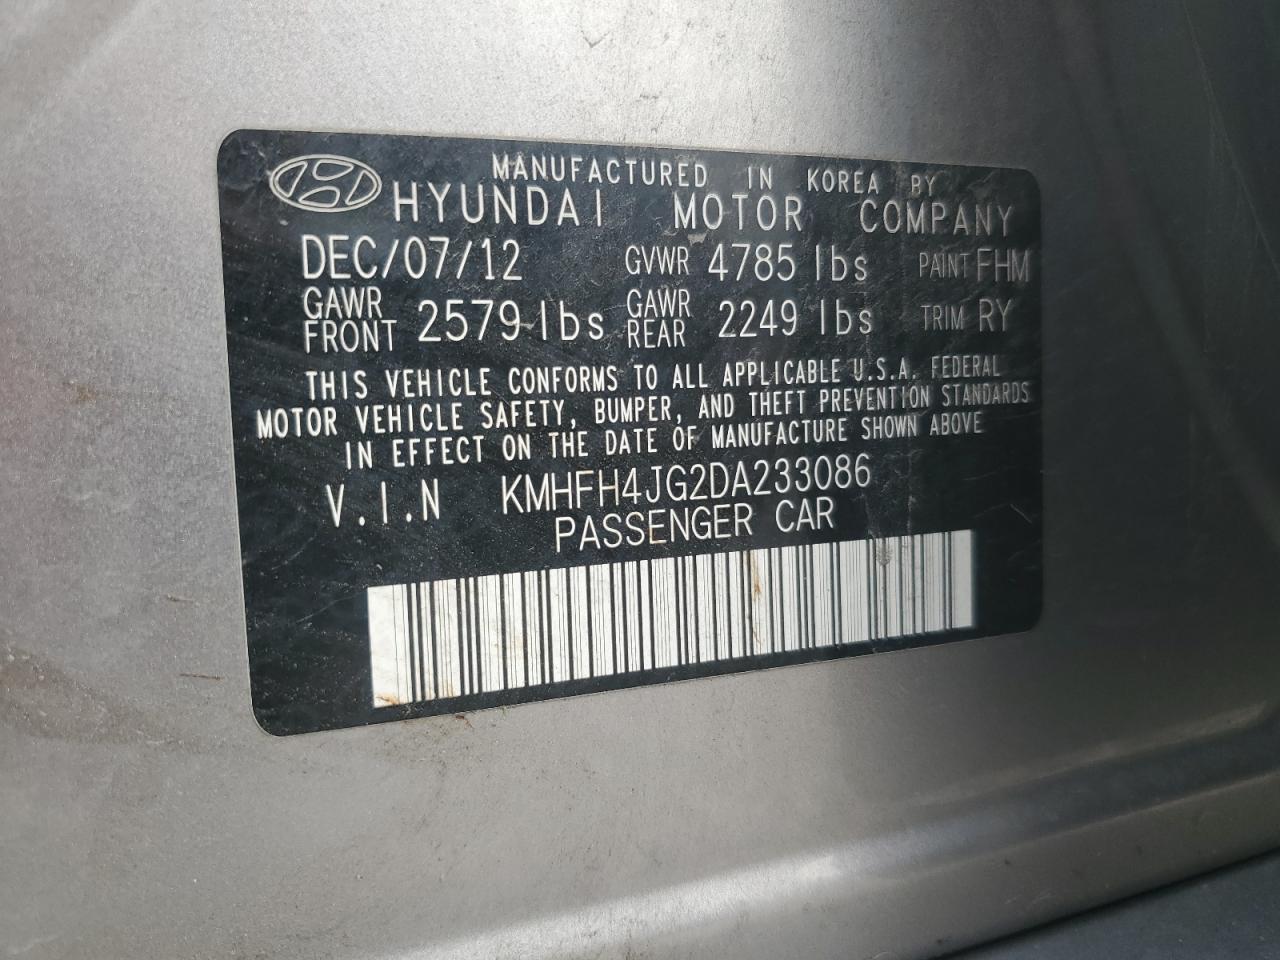 MANUFACTURED IN KOREA BY
HYUNDAI MOTOR COMPANY
DEC/07/12 GVWR 4785 lbs PAINT FHM
GAWR FRONT 2579 lbs GAWR REAR 2249 lbs TRIM RY
THIS VEHICLE CONFORMS TO ALL APPLICABLE U.S.A. FEDERAL
MOTOR VEHICLE SAFETY, BUMPER, AND THEFT PREVENTION STANDARDS
IN EFFECT ON THE DATE OF MANUFACTURE SHOWN ABOVE
V.I.N KMHFH4JG2DA233086
PASSENGER CAR